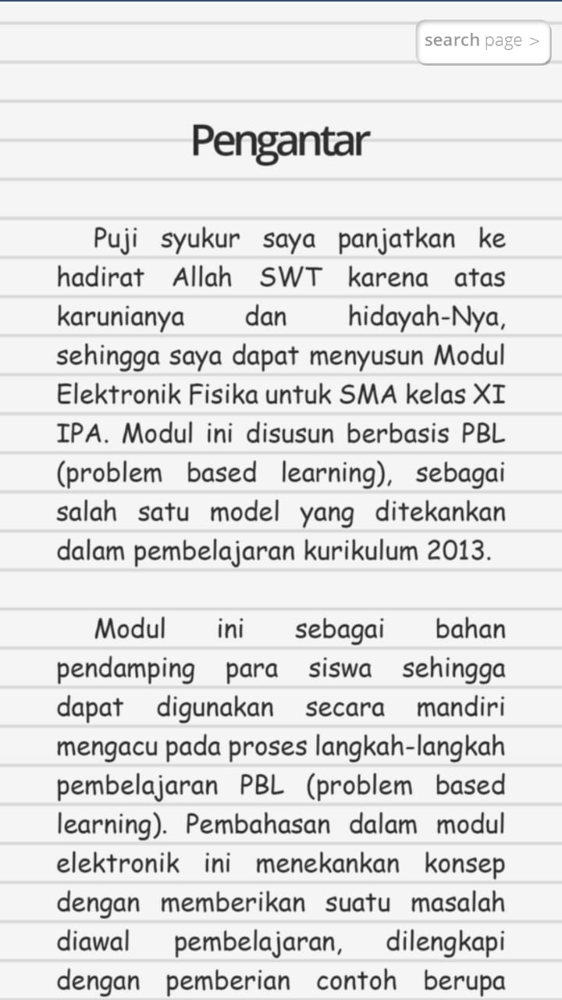 search page >
Pengantar
Puji syukur saya panjatkan ke
hadirat Allah SWT karena atas
karunianya dan hidayah-Nya,
sehingga saya dapat menyusun Modul
Elektronik Fisika untuk SMA kelas XI
IPA. Modul ini disusun berbasis PBL
(problem based learning), sebagai
salah satu model yang ditekankan
dalam pembelajaran kurikulum 2013.
Modul ini sebagai bahan
pendamping para siswa sehingga
dapat digunakan secara mandiri
mengacu pada proses langkah-langkah
pembelajaran PBL (problem based
learning). Pembahasan dalam modul
elektronik ini menekankan konsep
dengan memberikan suatu masalah
diawal pembelajaran, dilengkapi
dengan pemberian contoh berupa